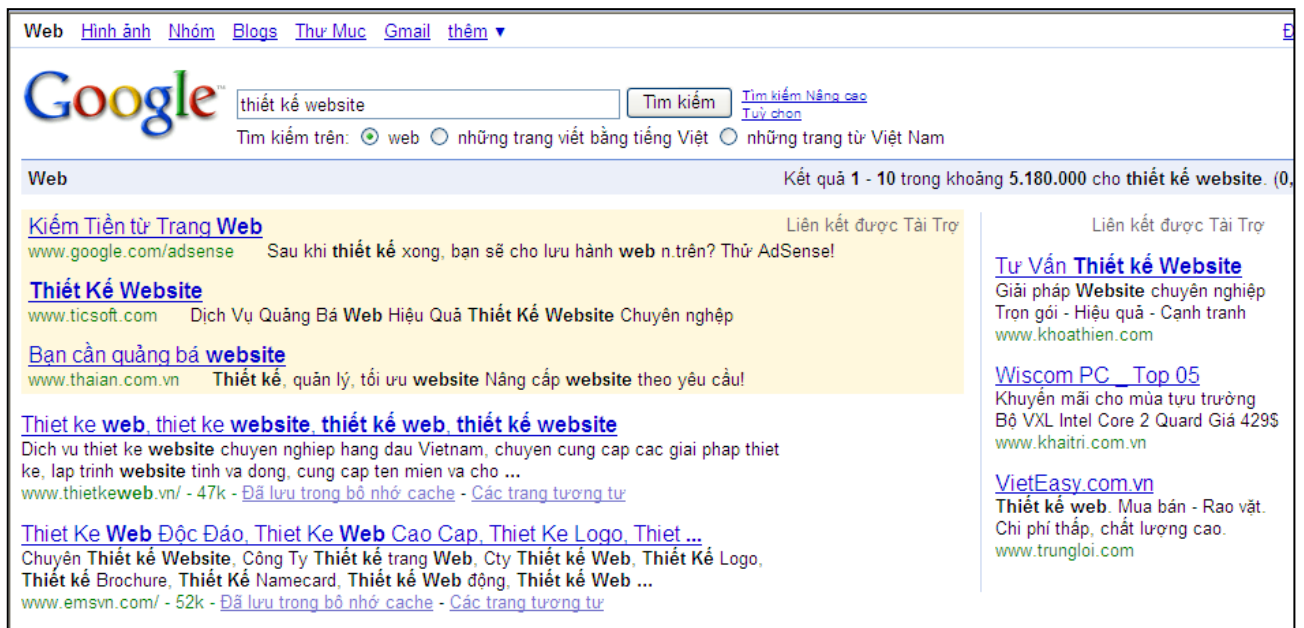 Web Hình ảnh Nhóm Blogs Thư Mục Gmail thêm ▼
Google™
thiết kế website
Tìm kiếm
Tìm kiếm Nâng cao
Tuỳ chọn
Tìm kiếm trên: web những trang viết bằng tiếng Việt những trang từ Việt Nam
Web
Kết quả 1 - 10 trong khoảng 5.180.000 cho thiết kế website. (0,
Kiếm Tiền từ Trang Web
Liên kết được Tài Trợ
www.google.com/adsense Sau khi thiết kế xong, bạn sẽ cho lưu hành web n.trên? Thử AdSense!
Thiết Kế Website
www.ticsoft.com Dịch Vụ Quảng Bá Web Hiệu Quả Thiết Kế Website Chuyên nghệp
Bạn cần quảng bá website
www.thaian.com.vn Thiết kế, quản lý, tối ưu website Nâng cấp website theo yêu cầu!
Thiet ke web, thiet ke website, thiết kế web, thiết kế website
Dich vu thiet ke website chuyen nghiep hang dau Vietnam, chuyen cung cap cac giai phap thiet
ke, lap trinh website tinh va dong, cung cap ten mien va cho ...
www.thietkeweb.vn/ - 47k - Đã lưu trong bộ nhớ cache - Các trang tương tự
Thiet Ke Web Độc Đáo, Thiet Ke Web Cao Cap, Thiet Ke Logo, Thiet ...
Chuyên Thiết kế Website, Công Ty Thiết kế trang Web, Cty Thiết kế Web, Thiết Kế Logo,
Thiết kế Brochure, Thiết Kế Namecard, Thiết kế Web động, Thiết kế Web ...
www.emsvn.com/ - 52k - Đã lưu trong bộ nhớ cache - Các trang tương tự
Liên kết được Tài Trợ
Tư Vấn Thiết kế Website
Giải pháp Website chuyên nghiệp
Trọn gói - Hiệu quả - Cạnh tranh
www.khoathien.com
Wiscom PC _ Top 05
Khuyến mãi cho mùa tựu trường
Bộ VXL Intel Core 2 Quard Giá 429$
www.khaitri.com.vn
VietEasy.com.vn
Thiết kế web. Mua bán - Rao vặt.
Chi phí thấp, chất lượng cao.
www.trungloi.com